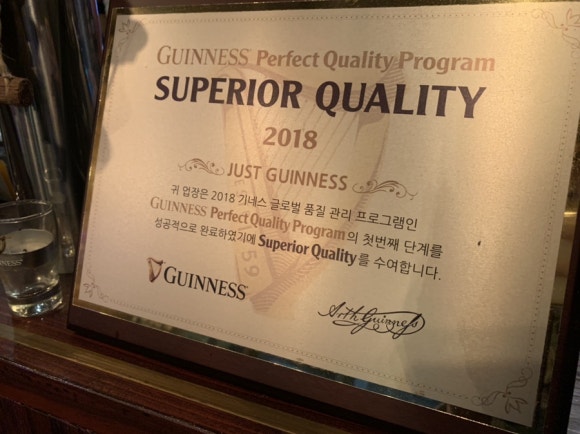 GUINNESS Perfect Quality Program
SUPERIOR QUALITY
2018
JUST GUINNESS
귀 업장은 2018 기네스 글로벌 품질 관리 프로그램인
GUINNESS Perfect Quality Program의 첫번째 단계를
성공적으로 완료하였기에 Superior Quality를 수여합니다.
GUINNESS
Arth Guinness
59